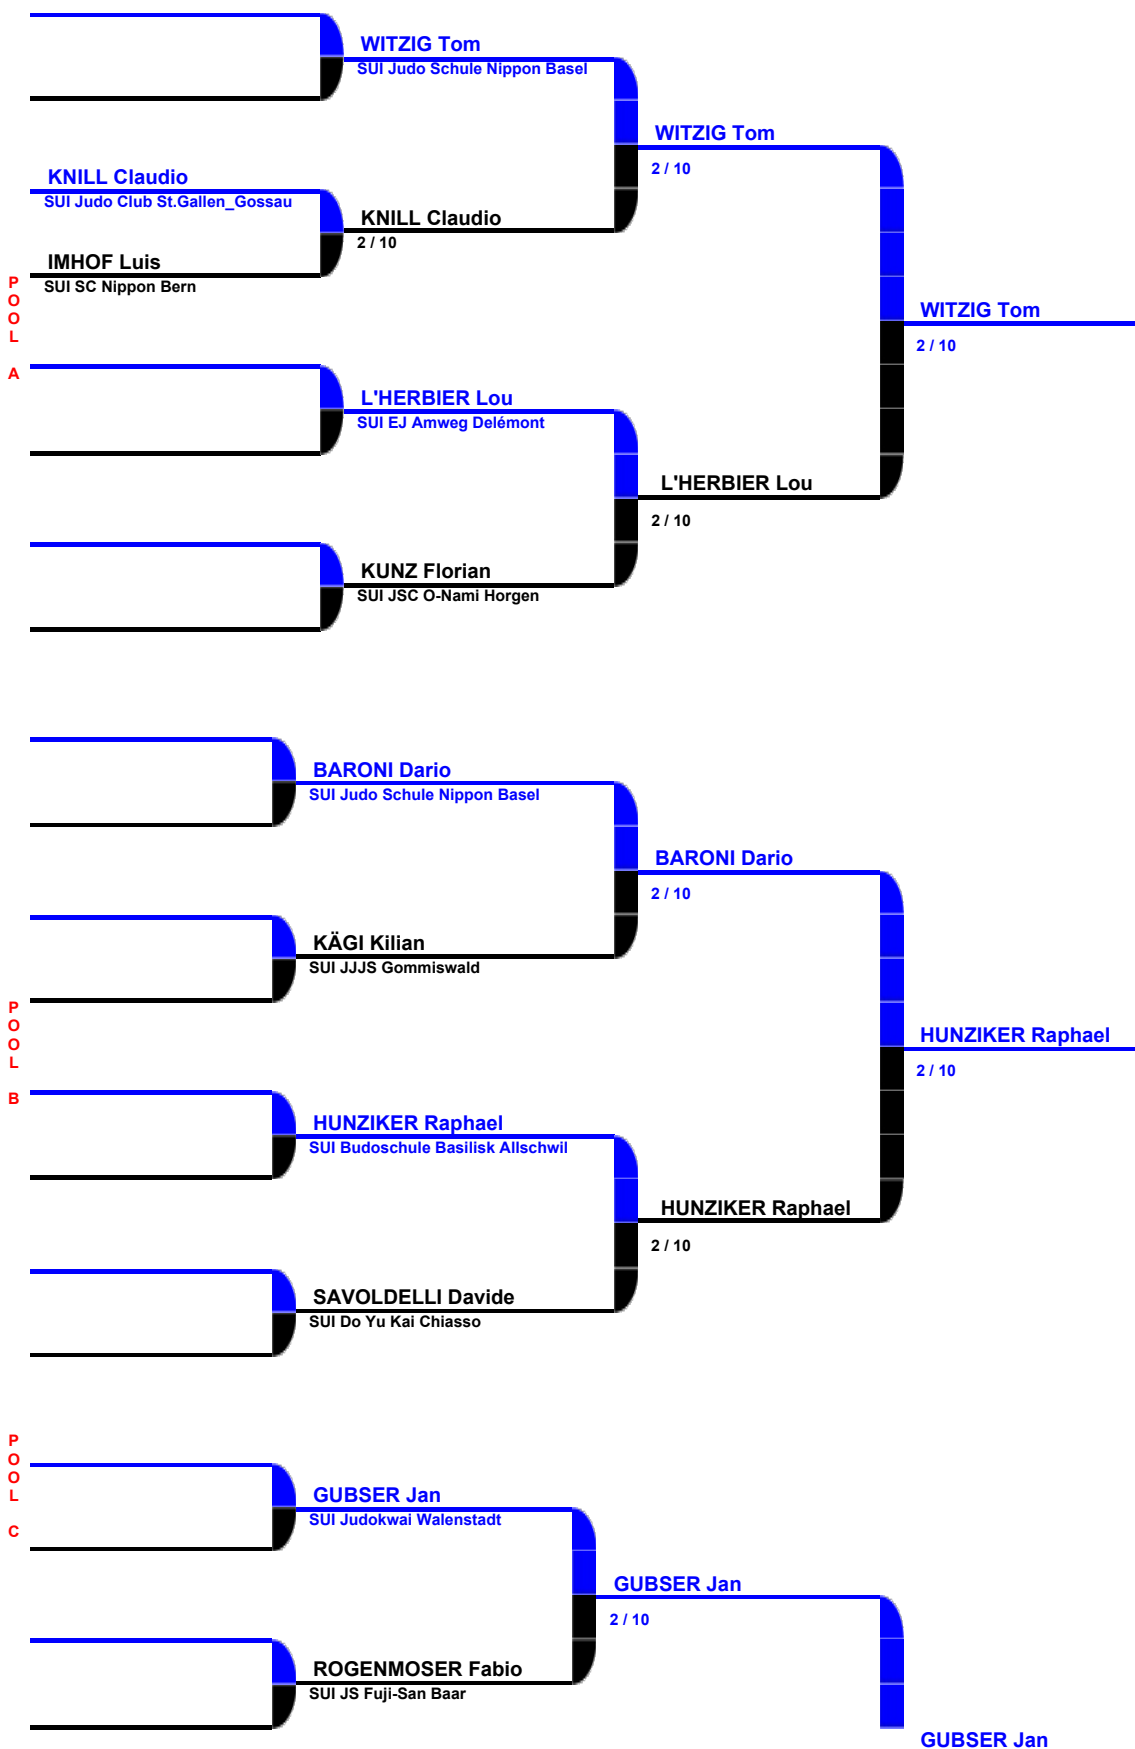 WITZIG Tom
SUI Judo Schule Nippon Basel
WITZIG Tom
2 / 10
KNILL Claudio
SUI Judo Club St.Gallen_Gossau
KNILL Claudio
2 / 10
IMHOF Luis
SUI SC Nippon Bern
POOL A
WITZIG Tom
2 / 10
L'HERBIER Lou
SUI EJ Amweg Delémont
L'HERBIER Lou
2 / 10
KUNZ Florian
SUI JSC O-Nami Horgen
BARONI Dario
SUI Judo Schule Nippon Basel
BARONI Dario
2 / 10
KÄGI Kilian
SUI JJJS Gommiswald
POOL B
HUNZIKER Raphael
2 / 10
HUNZIKER Raphael
SUI Budoschule Basilisk Allschwil
HUNZIKER Raphael
2 / 10
SAVOLDELLI Davide
SUI Do Yu Kai Chiasso
POOL C
GUBSER Jan
SUI Judokwai Walenstadt
GUBSER Jan
2 / 10
ROGENMOSER Fabio
SUI JS Fuji-San Baar
GUBSER Jan